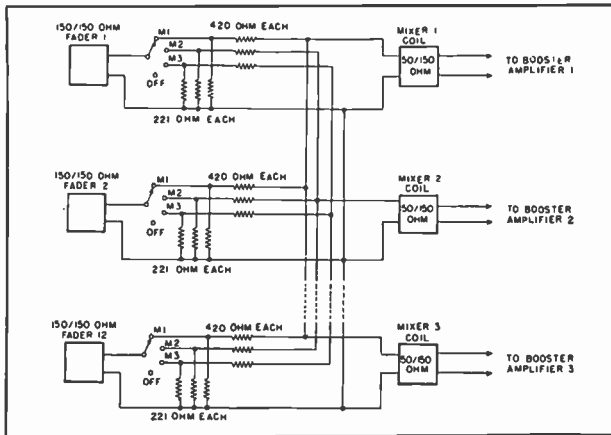 150/150 OHM
FADER 1
M1
M2
M3
OFF
420 OHM EACH
221 OHM EACH
MIXER 1
COIL
50/150
OHM
TO BOOSTER
AMPLIFIER 1
150/150 OHM
FADER 2
M1
M2
M3
OFF
420 OHM EACH
221 OHM EACH
MIXER 2
COIL
50/150
OHM
TO BOOSTER
AMPLIFIER 2
150/150 OHM
FADER 12
M1
M2
M3
OFF
420 OHM EACH
221 OHM EACH
MIXER 3
COIL
50/150
OHM
TO BOOSTER
AMPLIFIER 3